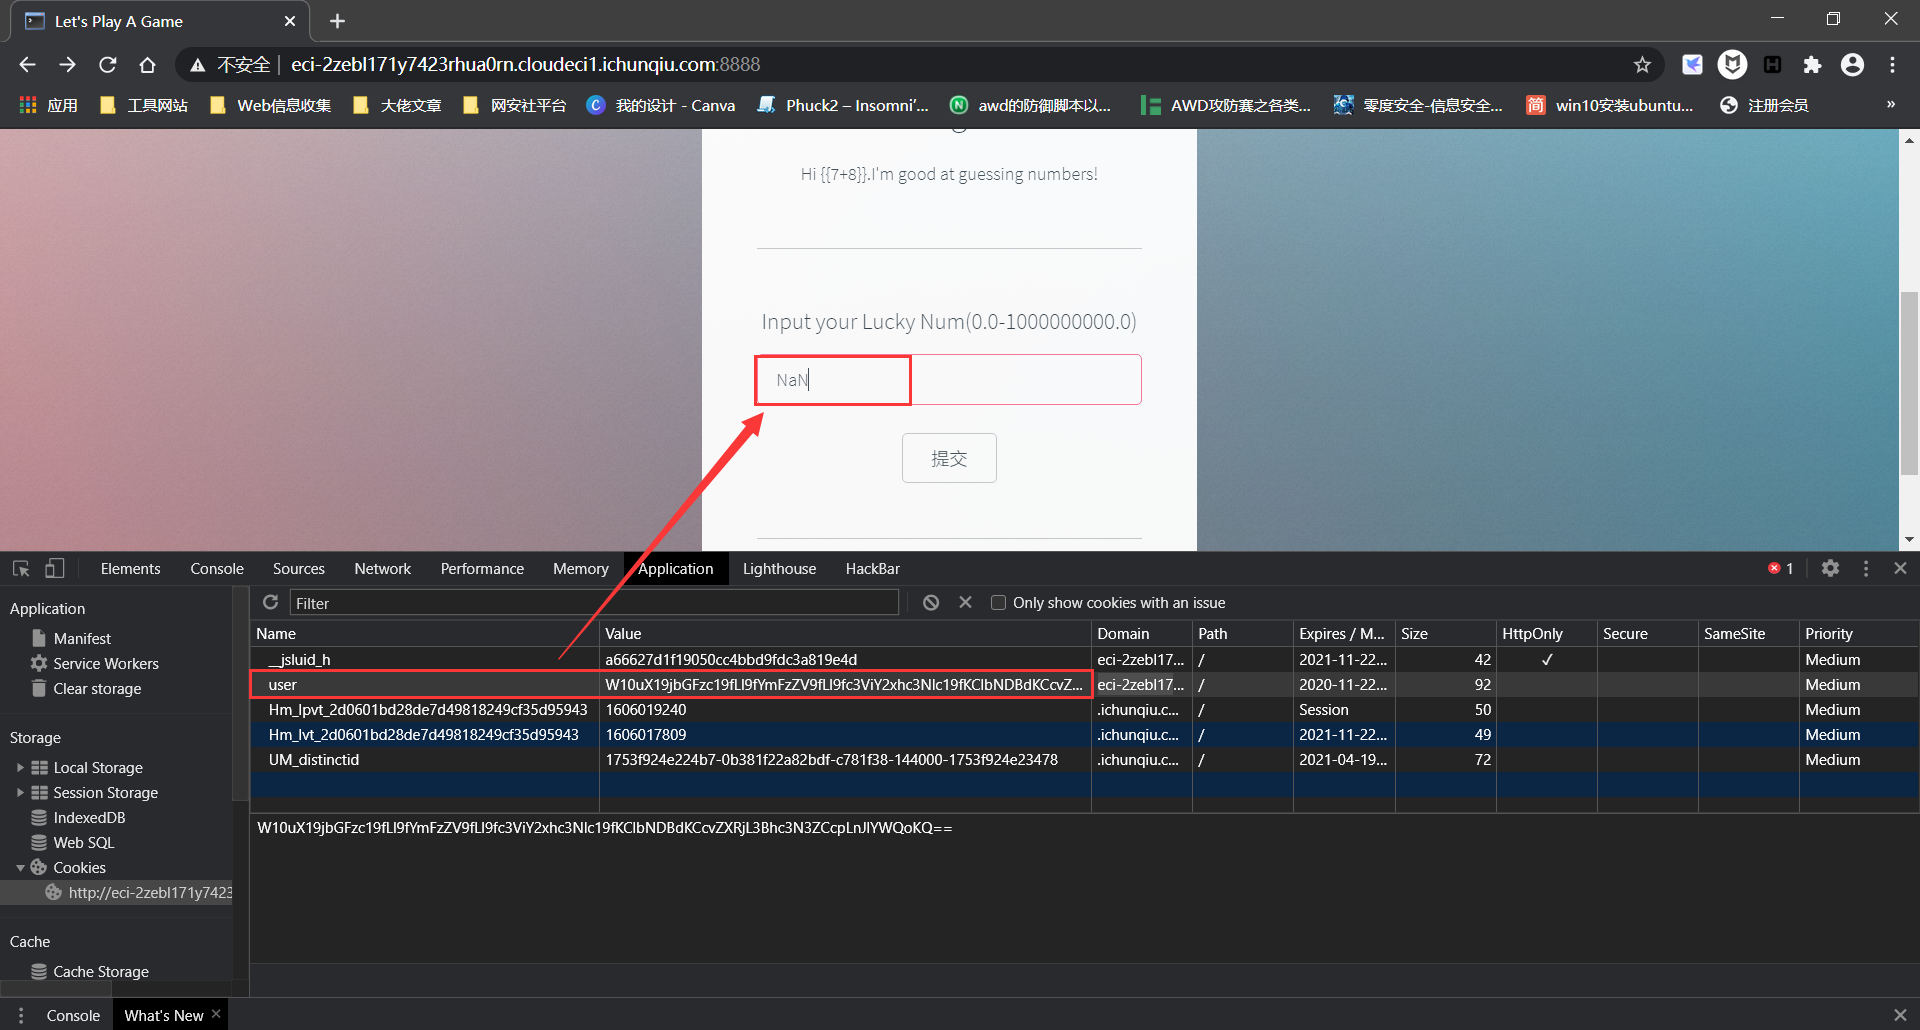 Let's Play A Game
不安全 eci-2zebl171y7423rhua0rn.cloudeci1.ichunqiu.com:8888
应用 工具网站 Web信息收集 大佬文章 网安社平台 我的设计 - Canva Phuck2 – Insomni'... awd的防御脚本以... AWD攻防赛之各类... 零度安全-信息安全... 简 win10安装ubuntu... 注册会员 »
Hi {{7+8}}.I'm good at guessing numbers!
Input your Lucky Num(0.0-1000000000.0)
NaN
提交
Elements Console Sources Network Performance Memory Application Lighthouse HackBar 1
Application
Manifest
Service Workers
Clear storage
Storage
Local Storage
Session Storage
IndexedDB
Web SQL
Cookies
http://eci-2zebl171y7423
Cache
Cache Storage
Filter Only show cookies with an issue
Name Value Domain Path Expires / M... Size HttpOnly Secure SameSite Priority
__jsluid_h a66627d1f19050cc4bbd9fdc3a819e4d eci-2zebl17... / 2021-11-22... 42 ✓ Medium
user W10uX19jbGFzc19fLl9fYmFzZV9fLl9fc3ViY2xhc3Nlc19fKClbNDBdKCcvZ... eci-2zebl17... / 2020-11-22... 92 Medium
Hm_lpvt_2d0601bd28de7d49818249cf35d95943 1606019240 .ichunqiu.c... / Session 50 Medium
Hm_lvt_2d0601bd28de7d49818249cf35d95943 1606017809 .ichunqiu.c... / 2021-11-22... 49 Medium
UM_distinctid 1753f924e224b7-0b381f22a82bdf-c781f38-144000-1753f924e23478 .ichunqiu.c... / 2021-04-19... 72 Medium
W10uX19jbGFzc19fLl9fYmFzZV9fLl9fc3ViY2xhc3Nlc19fKClbNDBdKCcvZXRjL3Bhc3N3ZCcpLnJlYWQoKQ==
Console What's New